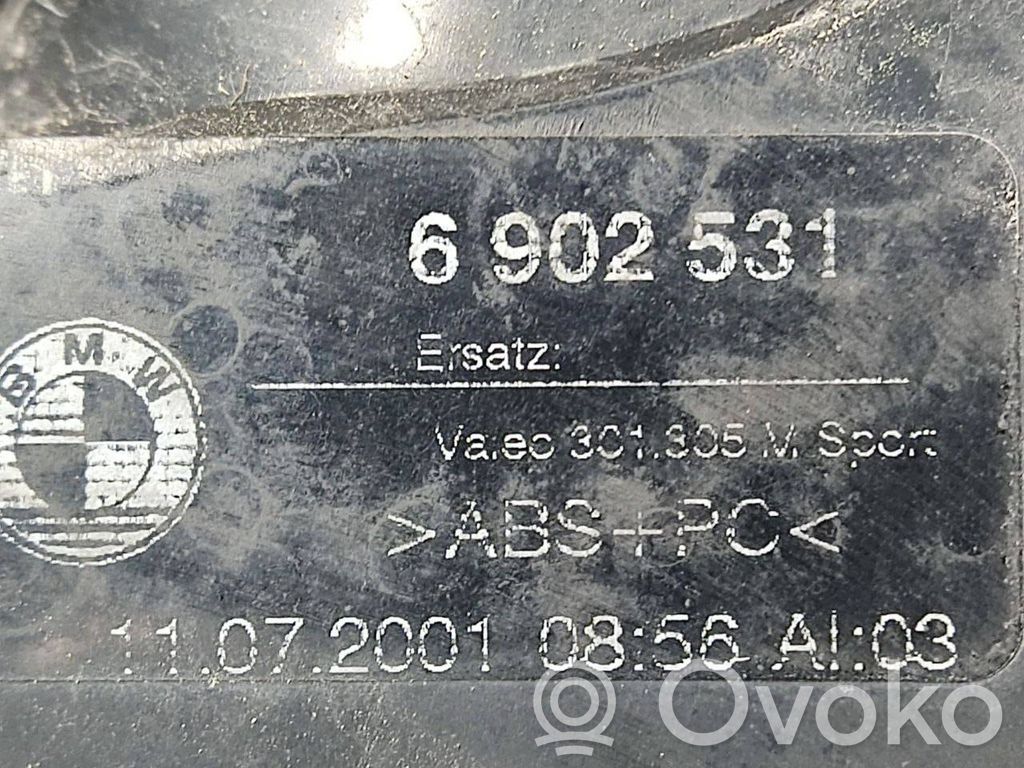 6 902 531
Ersatz:
BMW
Valeo 301.305 M Sport
>ABS+PC<
11.07.2001 08:56 AI:03
Ovoko